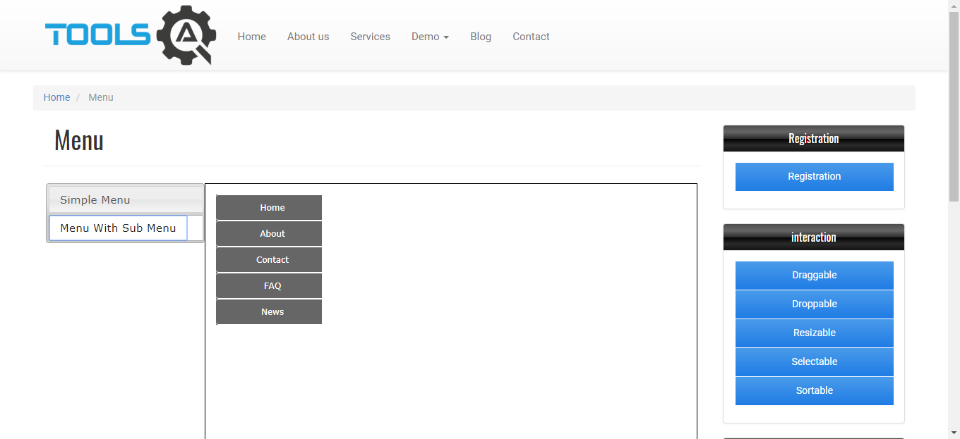 TOOLS QA
Home About us Services Demo Blog Contact
Home / Menu
Menu
Simple Menu
Menu With Sub Menu
Home
About
Contact
FAQ
News
Registration
Registration
interaction
Draggable
Droppable
Resizable
Selectable
Sortable